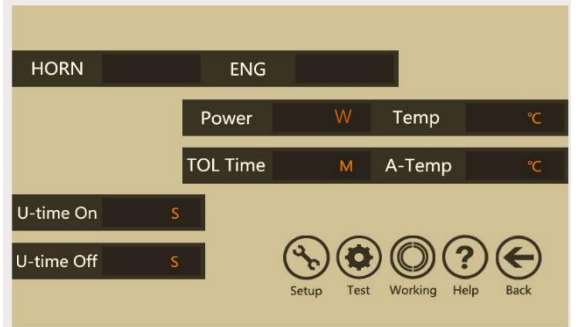 HORN ENG
Power W Temp ℃
TOL Time M A-Temp ℃
U-time On S
U-time Off S
Setup Test Working Help Back